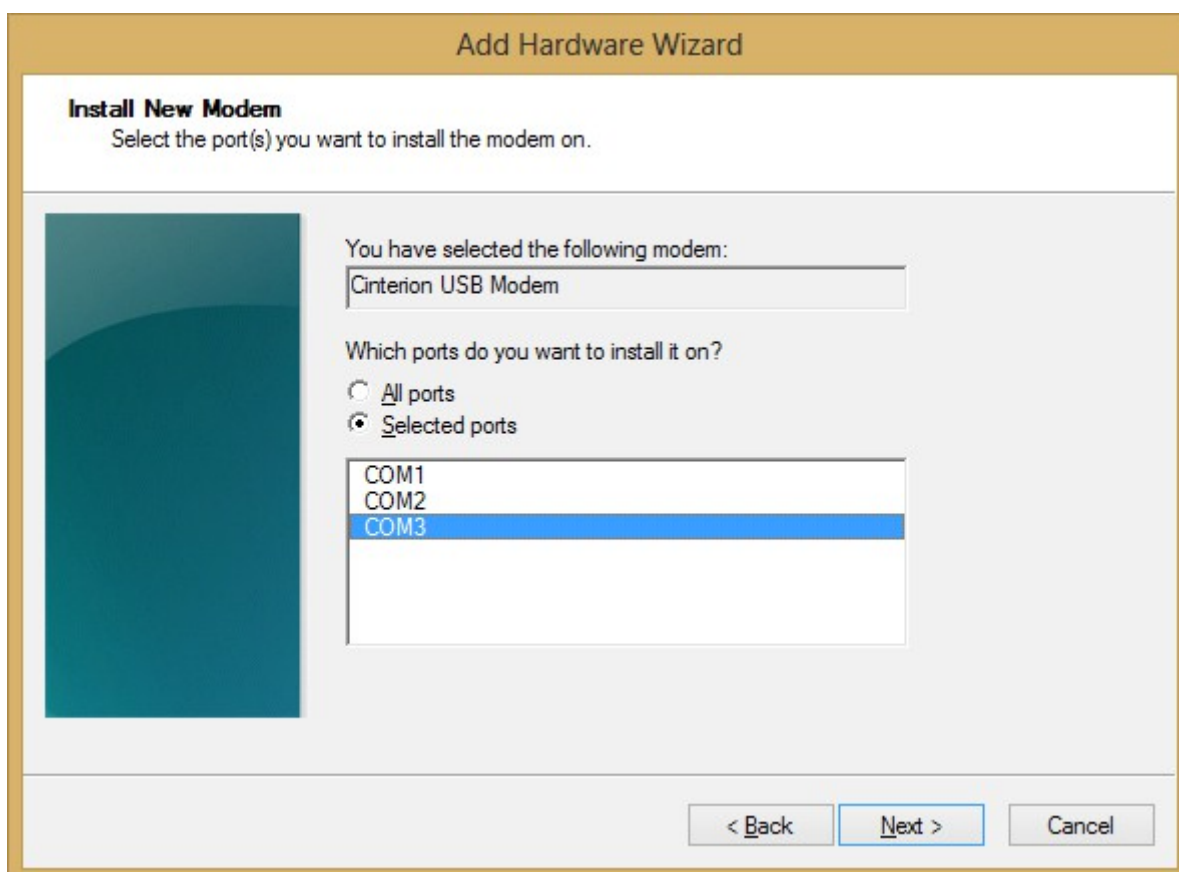 Add Hardware Wizard
Install New Modem
Select the port(s) you want to install the modem on.
You have selected the following modem:
Cinterion USB Modem
Which ports do you want to install it on?
All ports
Selected ports
COM1
COM2
COM3
< Back Next > Cancel